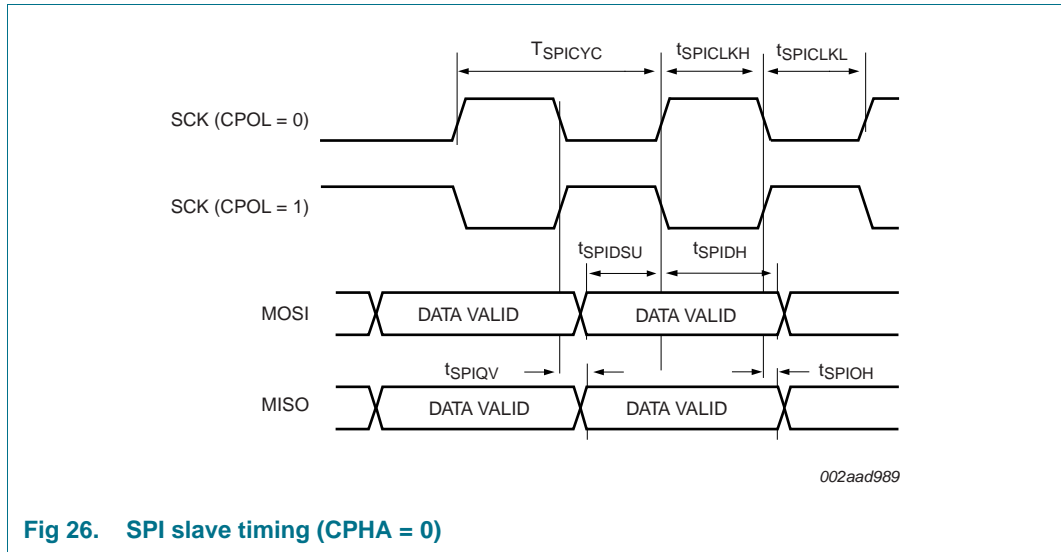 TSPICYC tSPICLKH tSPICLKL
SCK (CPOL = 0)
SCK (CPOL = 1)
tSPIDSU tSPIDH
MOSI DATA VALID DATA VALID
tSPIQV tSPIOH
MISO DATA VALID DATA VALID
002aad989
Fig 26. SPI slave timing (CPHA = 0)